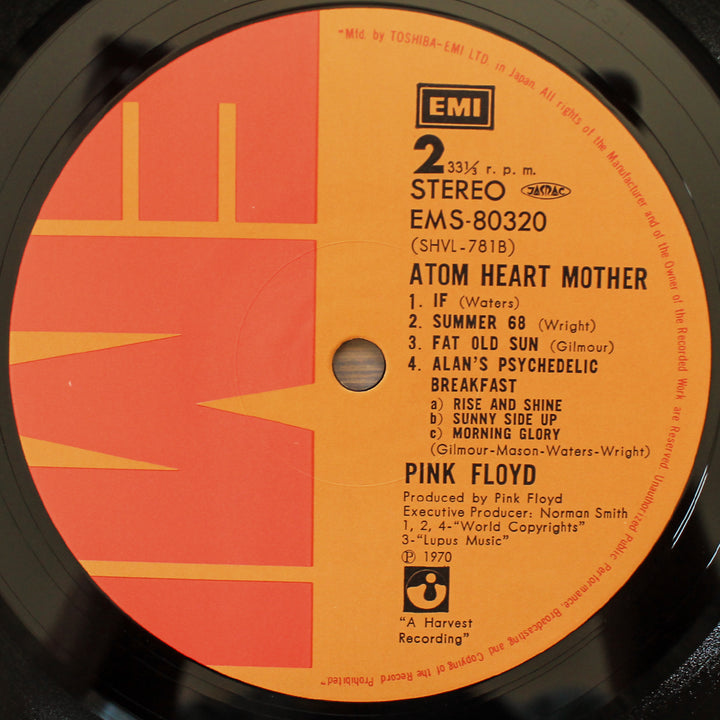 "Mfd. by TOSHIBA-EMI LTD. in Japan. All rights of the Manufacturer and of the Owner of the Recorded Work are Reserved. Unauthorized Public Performance. Broadcasting and Copying of the Record Prohibited"
EMI
EMI
2 33⅓ r. p. m.
STEREO JASRAC
EMS-80320
(SHVL-781B)
ATOM HEART MOTHER
1. IF (Waters)
2. SUMMER 68 (Wright)
3. FAT OLD SUN (Gilmour)
4. ALAN'S PSYCHEDELIC
BREAKFAST
a) RISE AND SHINE
b) SUNNY SIDE UP
c) MORNING GLORY
(Gilmour-Mason-Waters-Wright)
PINK FLOYD
Produced by Pink Floyd
Executive Producer: Norman Smith
1, 2, 4-"World Copyrights"
3-"Lupus Music"
Ⓟ 1970
"A Harvest
Recording"